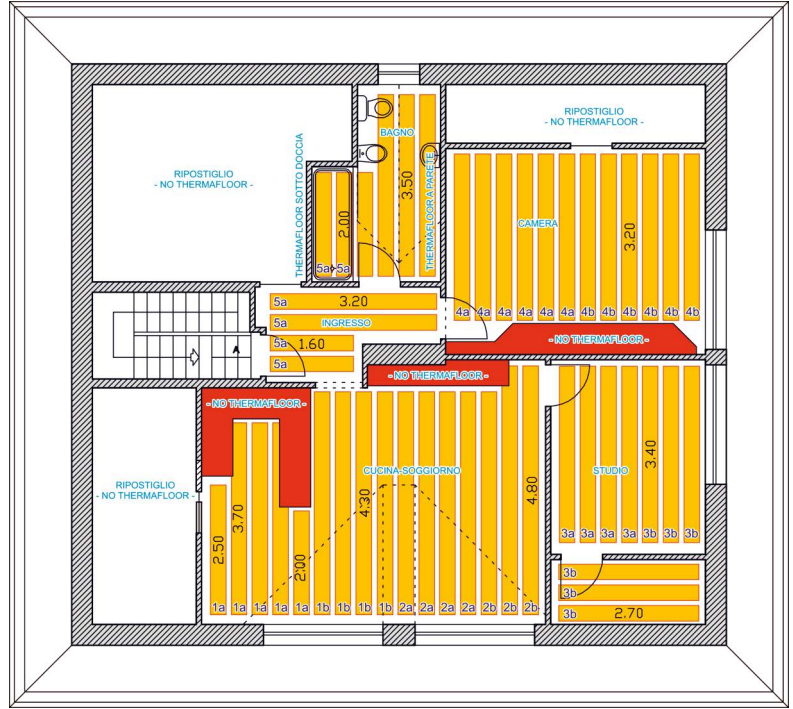 RIPOSTIGLIO
- NO THERMAFLOOR -
BAGNO
THERMAFLOOR SOTTO DOCCIA
THERMAFLOOR A PARETE
3.50
2.00
5a
5a
RIPOSTIGLIO
- NO THERMAFLOOR -
CAMERA
3.20
4a
4a
4a
4a
4a
4a
4b
4b
4b
4b
4b
4b
- NO THERMAFLOOR -
5a
3.20
5a
INGRESSO
5a
1.60
5a
A
- NO THERMAFLOOR -
- NO THERMAFLOOR -
RIPOSTIGLIO
- NO THERMAFLOOR -
CUCINA-SOGGIORNO
2.50
3.70
2.00
4.30
4.80
1a
1a
1a
1a
1a
1b
1b
1b
1b
2a
2a
2a
2a
2b
2b
2b
STUDIO
3.40
3a
3a
3a
3a
3b
3b
3b
3b
3b
3b
2.70